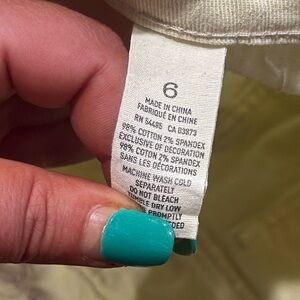 6
MADE IN CHINA
FABRIQUÉ EN CHINE
RN 54485 CA 03873
98% COTTON 2% SPANDEX
EXCLUSIVE OF DECORATION
98% COTON 2% SPANDEX
SANS LES DÉCORATIONS
MACHINE WASH COLD
SEPARATELY
DO NOT BLEACH
TUMBLE DRY LOW
PROMPTLY